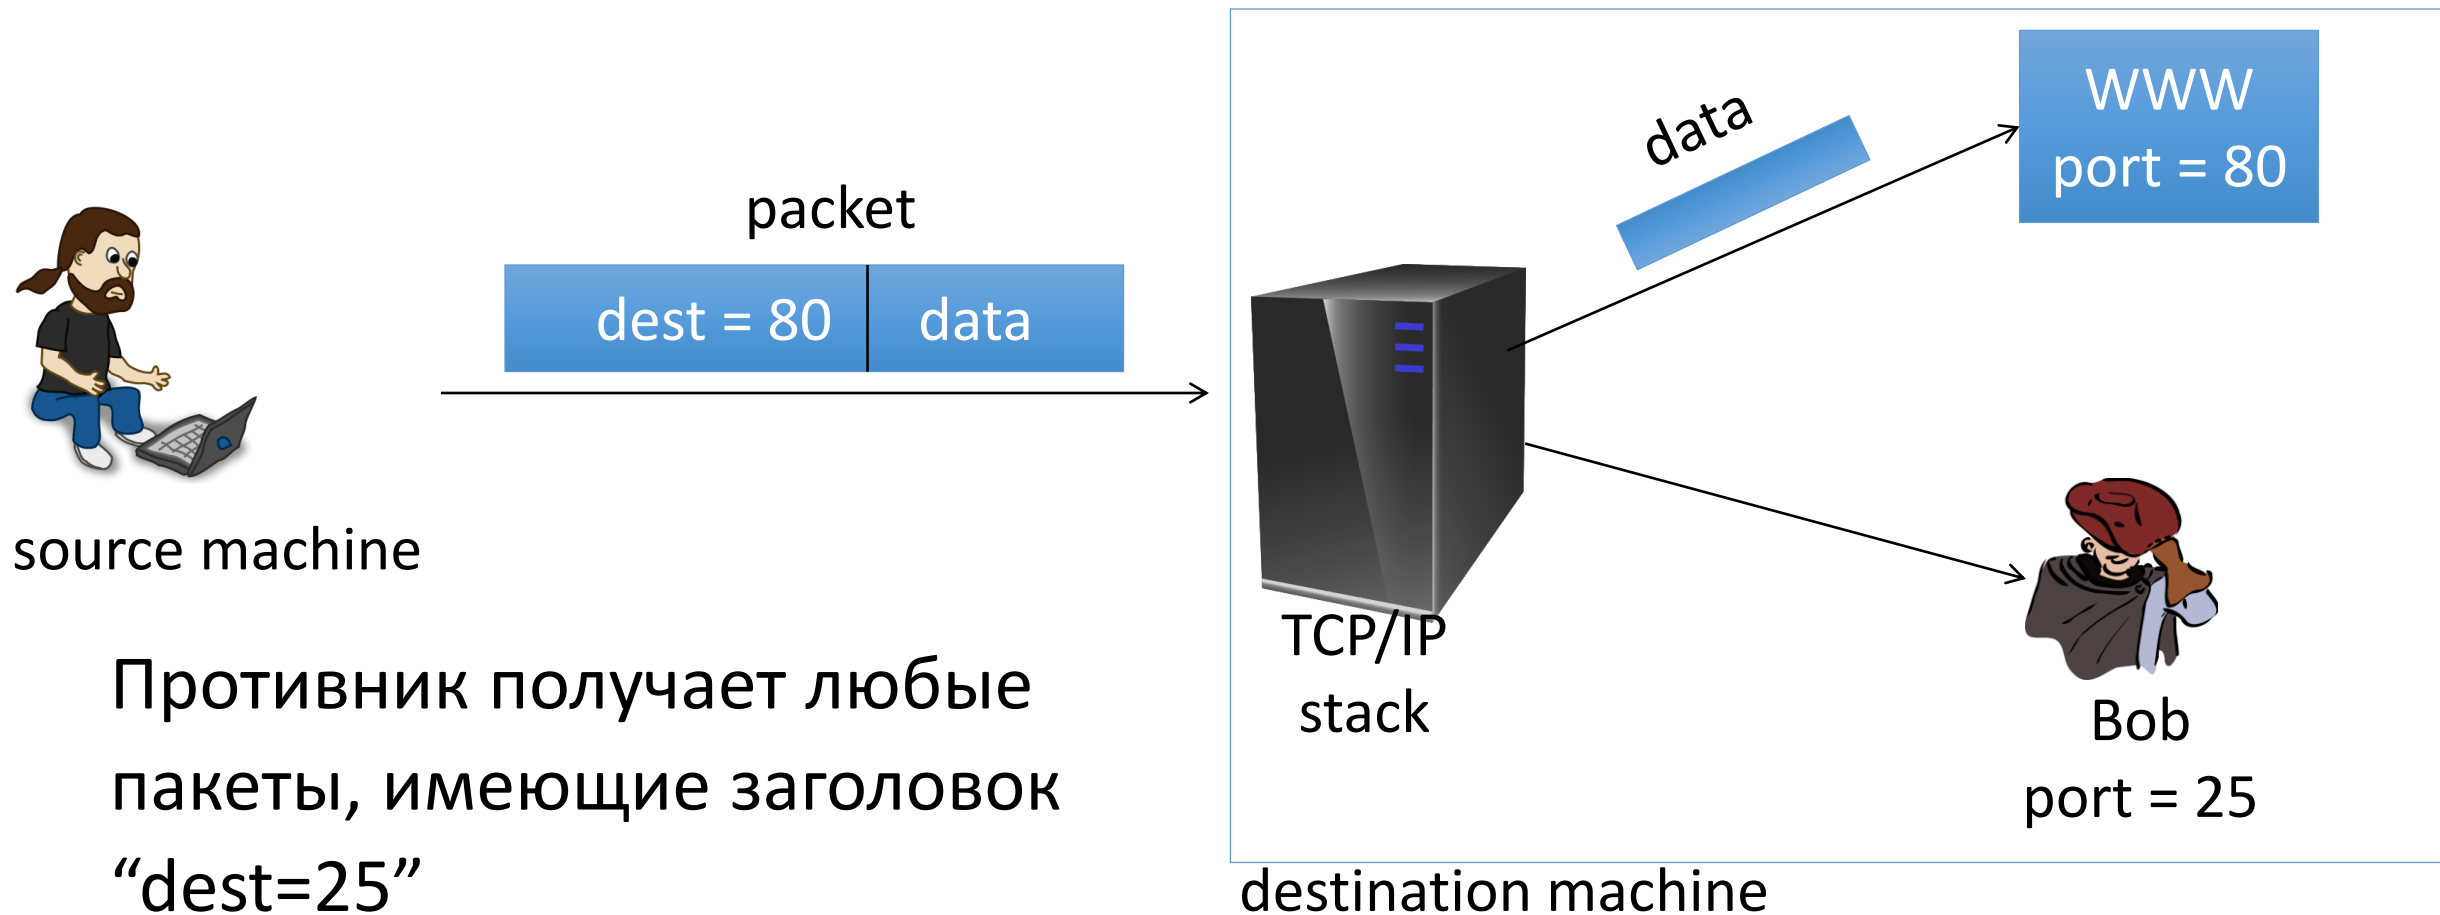 packet
dest = 80
data
source machine
Противник получает любые
пакеты, имеющие заголовок
“dest=25”
data
WWW
port = 80
TCP/IP
stack
Bob
port = 25
destination machine